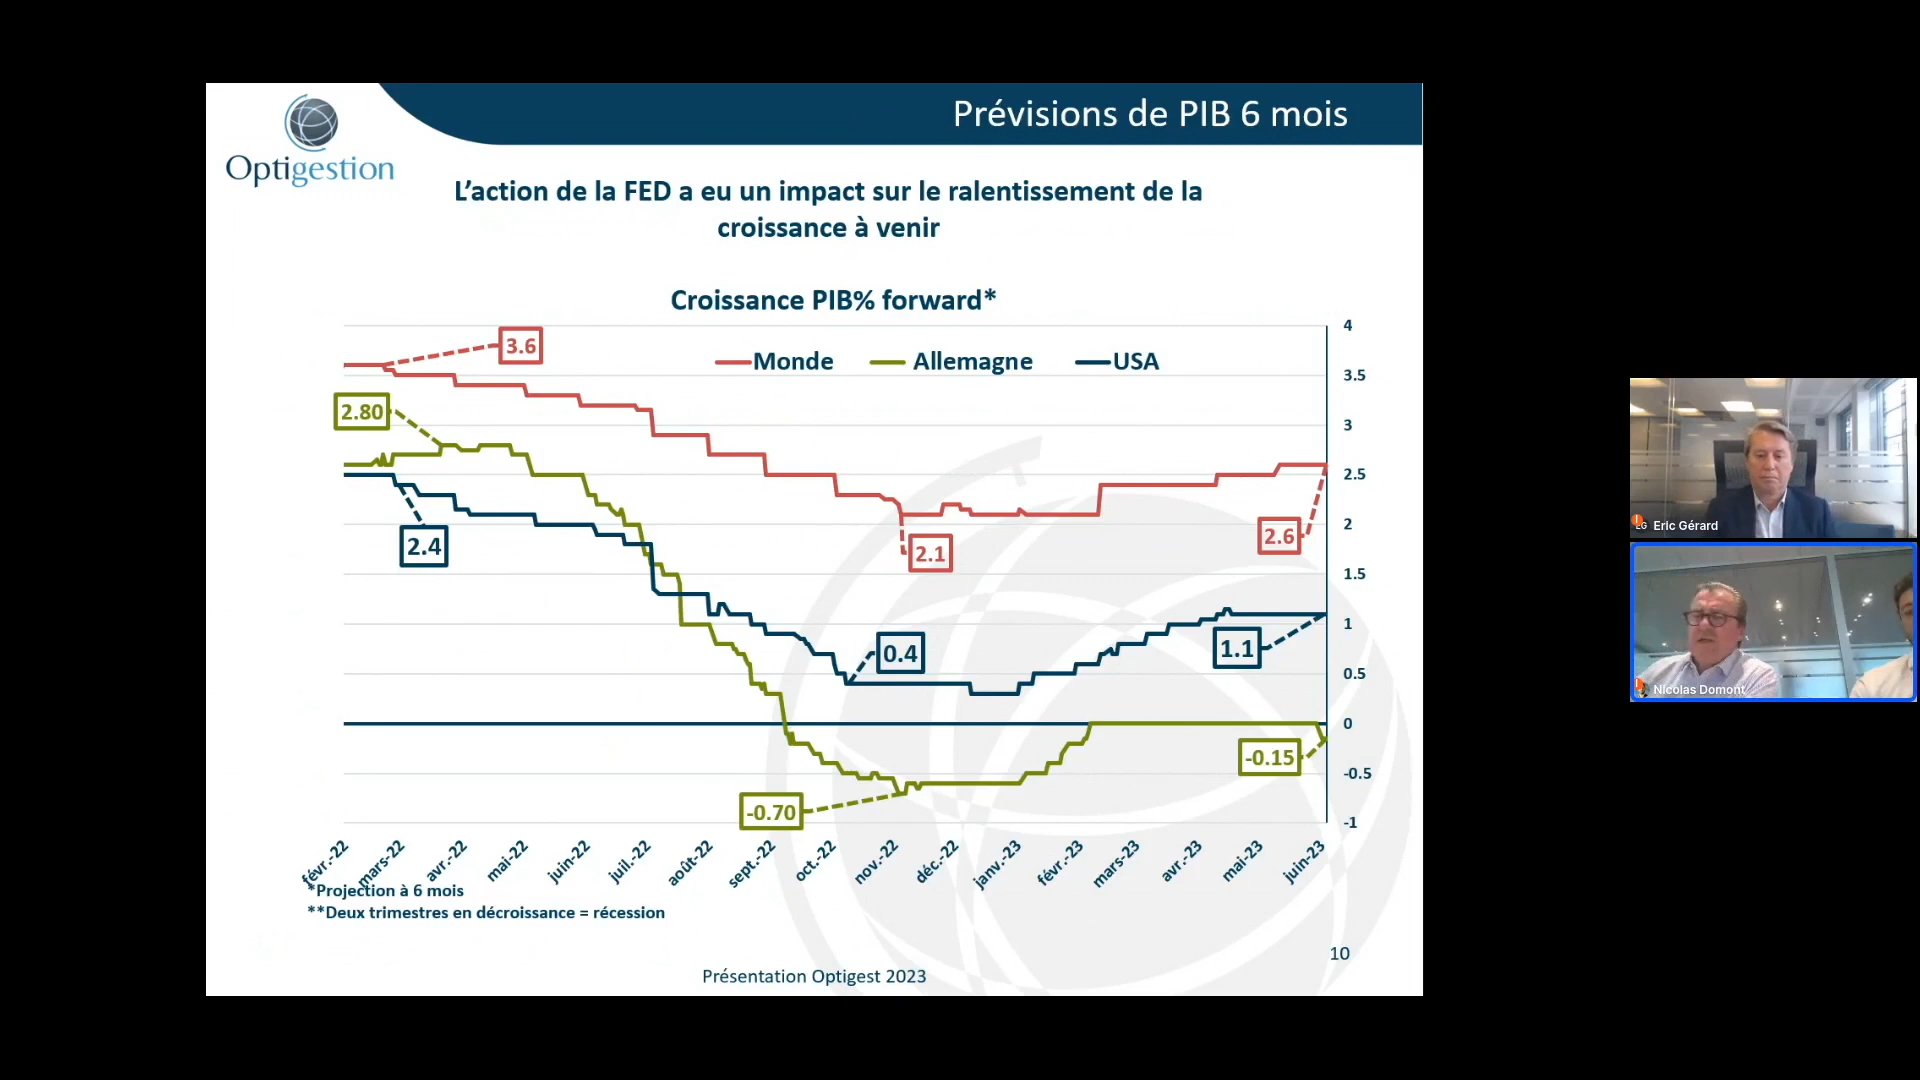 Prévisions de PIB 6 mois
Optigestion
L’action de la FED a eu un impact sur le ralentissement de la
croissance à venir
Croissance PIB% forward*
Monde Allemagne USA
3.6
2.80
2.4
2.1
2.6
0.4
1.1
-0.70
-0.15
4
3.5
3
2.5
2
1.5
1
0.5
0
-0.5
-1
févr.-22 mars-22 avr.-22 mai-22 juin-22 juil.-22 août-22 sept.-22 oct.-22 nov.-22 déc.-22 janv.-23 févr.-23 mars-23 avr.-23 mai-23 juin-23
*Projection à 6 mois
**Deux trimestres en décroissance = récession
10
Présentation Optigest 2023
EG Eric Gérard
Nicolas Domont